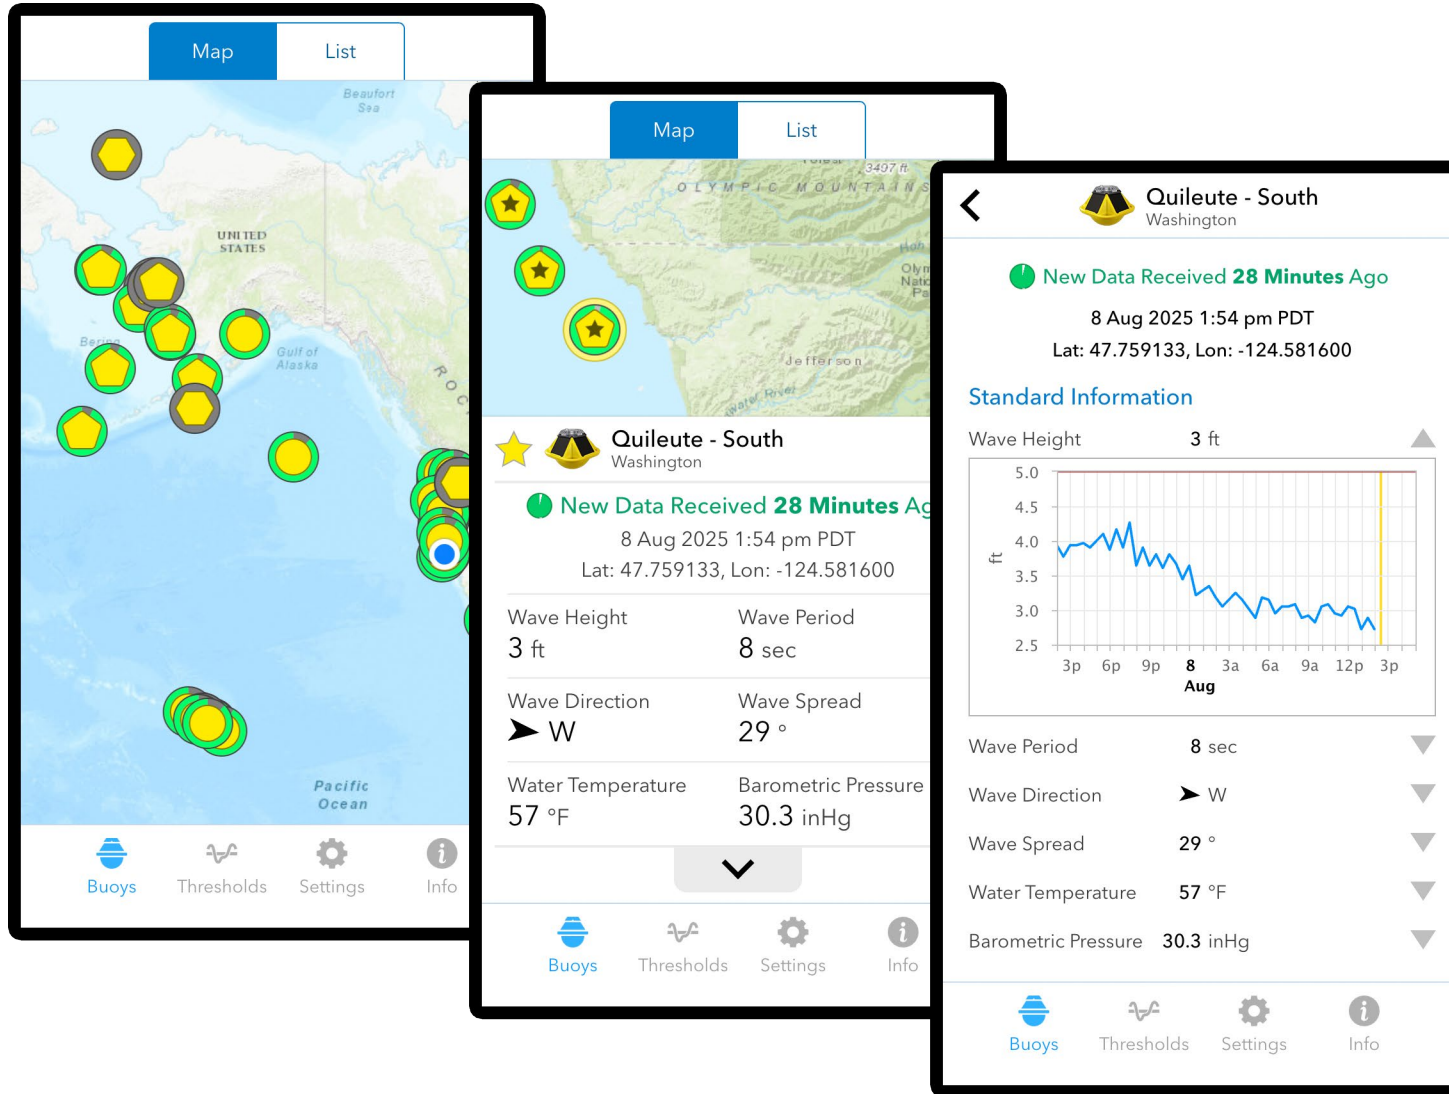 Map
List
Beaufort
Sea
UNITED
STATES
Bering
Gulf of
Alaska
ROC
Pacific
Ocean
Buoys
Thresholds
Settings
Info
Map
List
3497 ft
OLYMPIC MOUNTAINS
Jefferson
River
Quileute - South
Washington
New Data Received 28 Minutes Ag
8 Aug 2025 1:54 pm PDT
Lat: 47.759133, Lon: -124.581600
Wave Height
Wave Period
3 ft
8 sec
Wave Direction
Wave Spread
W
29 °
Water Temperature
Barometric Pressure
57 °F
30.3 inHg
Buoys
Thresholds
Settings
Info
Quileute - South
Washington
New Data Received 28 Minutes Ago
8 Aug 2025 1:54 pm PDT
Lat: 47.759133, Lon: -124.581600
Standard Information
Wave Height 3 ft
5.0
4.5
4.0
3.5
3.0
2.5
ft
3p 6p 9p 8 3a 6a 9a 12p 3p
Aug
Wave Period 8 sec
Wave Direction W
Wave Spread 29 °
Water Temperature 57 °F
Barometric Pressure 30.3 inHg
Buoys
Thresholds
Settings
Info